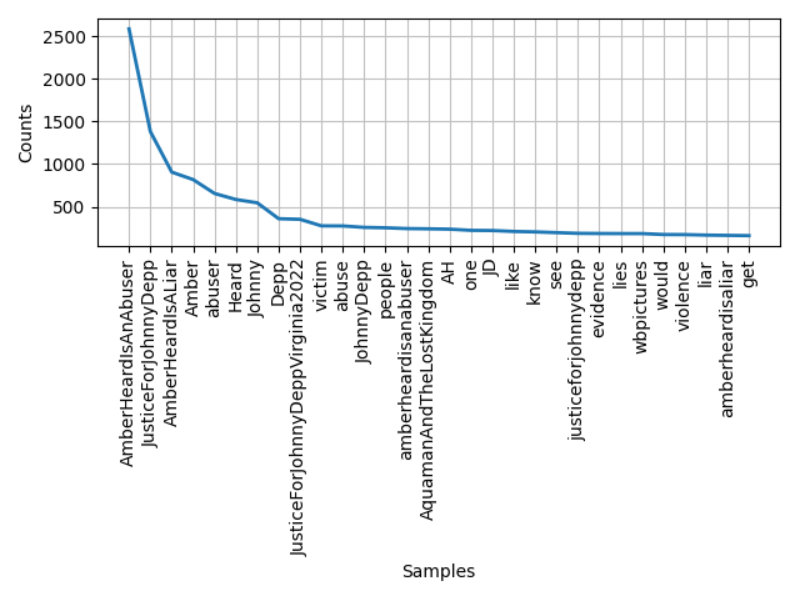 2500
2000
1500
1000
500
Counts
AmberHeardIsAnAbuser
JusticeForJohnnyDepp
AmberHeardIsALiar
Amber
abuser
Heard
Johnny
Depp
JusticeForJohnnyDeppVirginia2022
victim
abuse
JohnnyDepp
people
amberheardisanabuser
AquamanAndTheLostKingdom
AH
one
JD
like
know
see
justiceforjohnnydepp
evidence
lies
wbpictures
would
violence
liar
amberheardisaliar
get
Samples